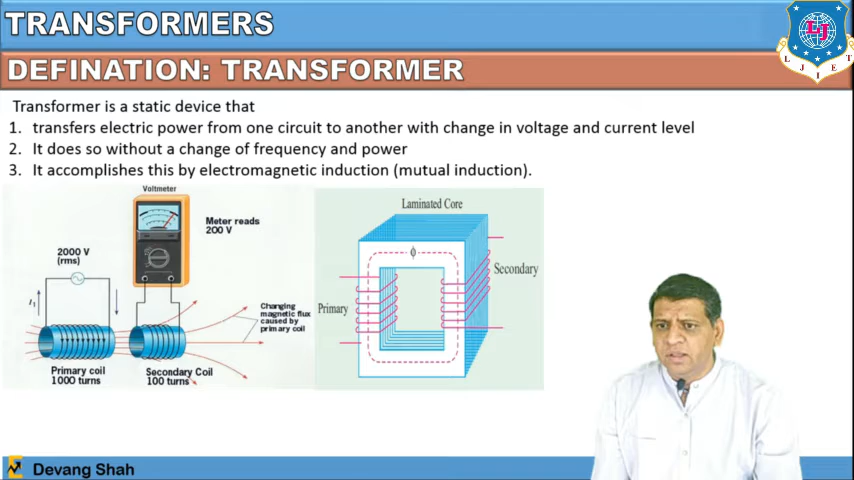 TRANSFORMERS
DEFINATION: TRANSFORMER
LJ
L J I E T
Transformer is a static device that
1. transfers electric power from one circuit to another with change in voltage and current level
2. It does so without a change of frequency and power
3. It accomplishes this by electromagnetic induction (mutual induction).
Voltmeter
Meter reads
200 V
2000 V
(rms)
I₁
Changing
magnetic flux
caused by
primary coil
Primary coil
1000 turns
Secondary Coil
100 turns
Laminated Core
ϕ
Secondary
Primary
Devang Shah